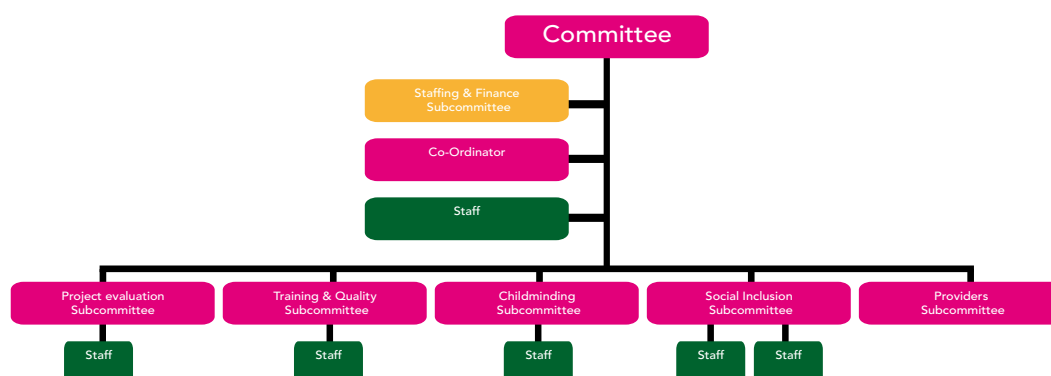 Committee
Staffing & Finance
Subcommittee
Co-Ordinator
Staff
Project evaluation
Subcommittee
Training & Quality
Subcommittee
Childminding
Subcommittee
Social Inclusion
Subcommittee
Providers
Subcommittee
Staff
Staff
Staff
Staff
Staff